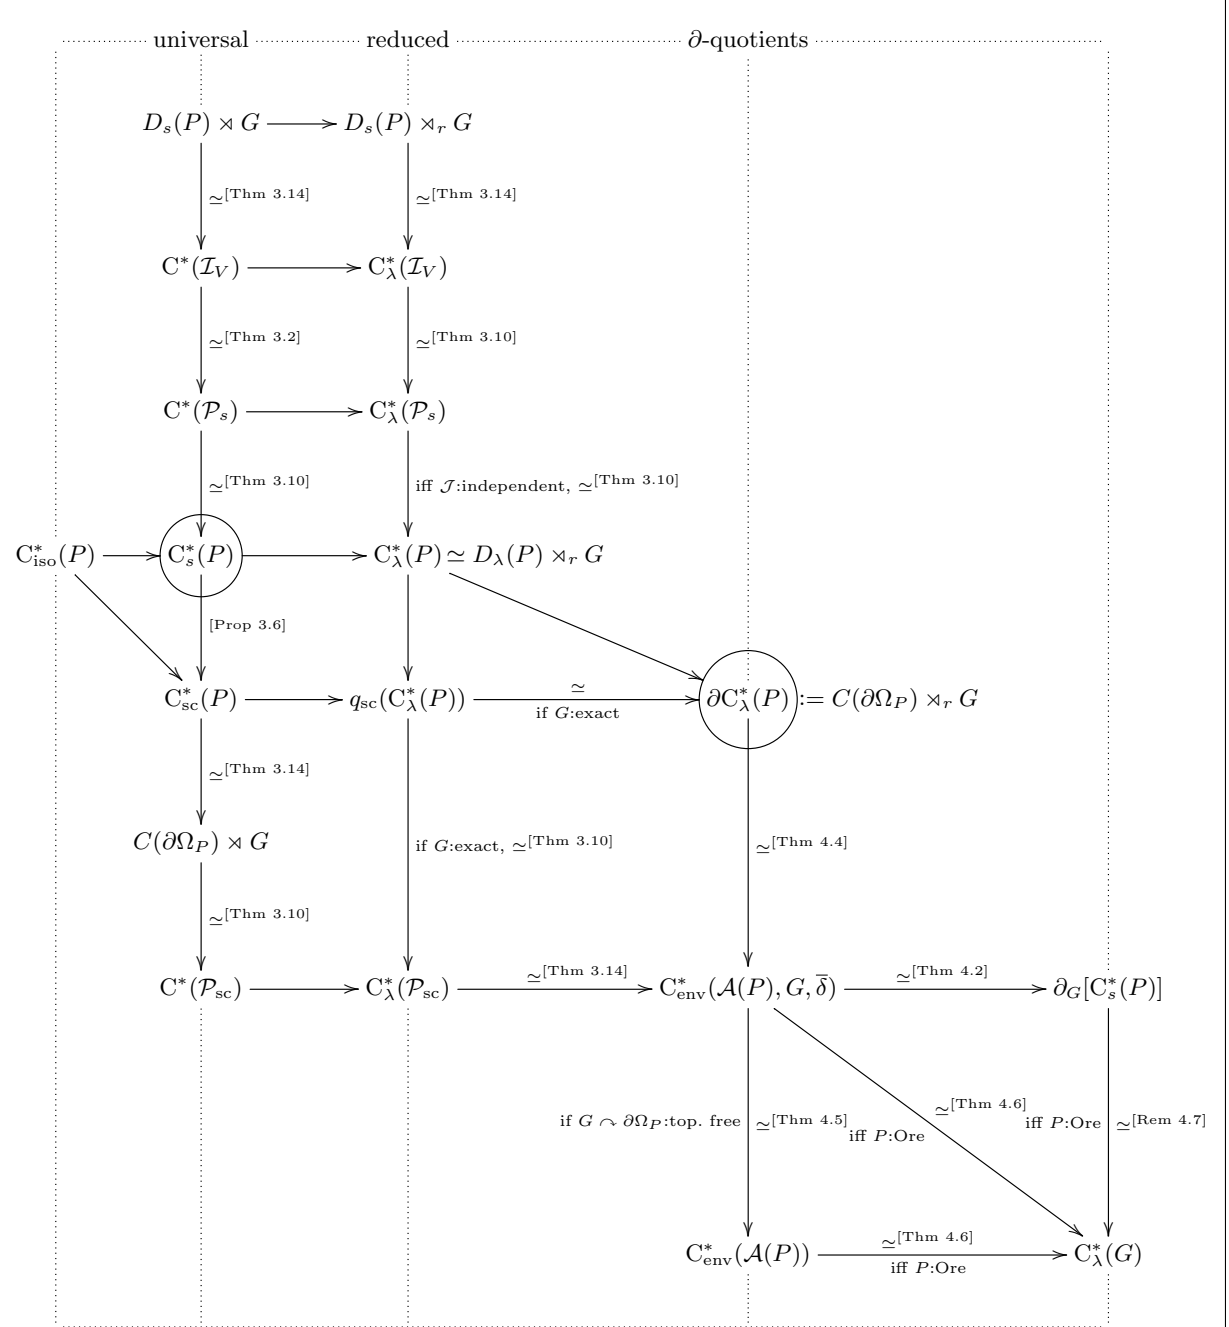 universal reduced ∂-quotients
D_s(P) ⋊ G D_s(P) ⋊_r G
≃[Thm 3.14] ≃[Thm 3.14]
C*(𝓘_V) C*_λ(𝓘_V)
≃[Thm 3.2] ≃[Thm 3.10]
C*(𝒫_s) C*_λ(𝒫_s)
≃[Thm 3.10] iff 𝒥:independent, ≃[Thm 3.10]
C*_iso(P) C*_s(P) C*_λ(P) ≃ D_λ(P) ⋊_r G
[Prop 3.6]
C*_sc(P) q_sc(C*_λ(P)) ≃ if G:exact ∂C*_λ(P) := C(∂Ω_P) ⋊_r G
≃[Thm 3.14]
C(∂Ω_P) ⋊ G if G:exact, ≃[Thm 3.10] ≃[Thm 4.4]
≃[Thm 3.10]
C*(𝒫_sc) C*_λ(𝒫_sc) ≃[Thm 3.14] C*_env(𝒜(P), G, δ̅) ≃[Thm 4.2] ∂_G[C*_s(P)]
if G ↷ ∂Ω_P:top. free ≃[Thm 4.5] ≃[Thm 4.6] iff P:Ore iff P:Ore ≃[Rem 4.7]
C*_env(𝒜(P)) ≃[Thm 4.6] iff P:Ore C*_λ(G)